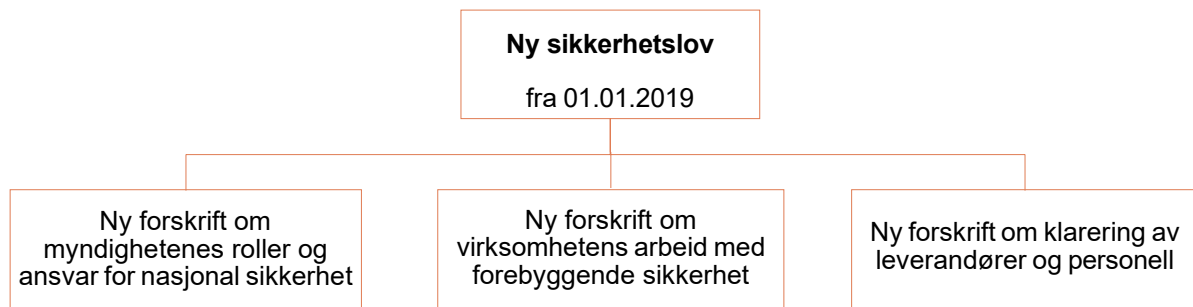 Ny sikkerhetslov
fra 01.01.2019
Ny forskrift om
myndighetenes roller og
ansvar for nasjonal sikkerhet
Ny forskrift om
virksomhetens arbeid med
forebyggende sikkerhet
Ny forskrift om klarering av
leverandører og personell